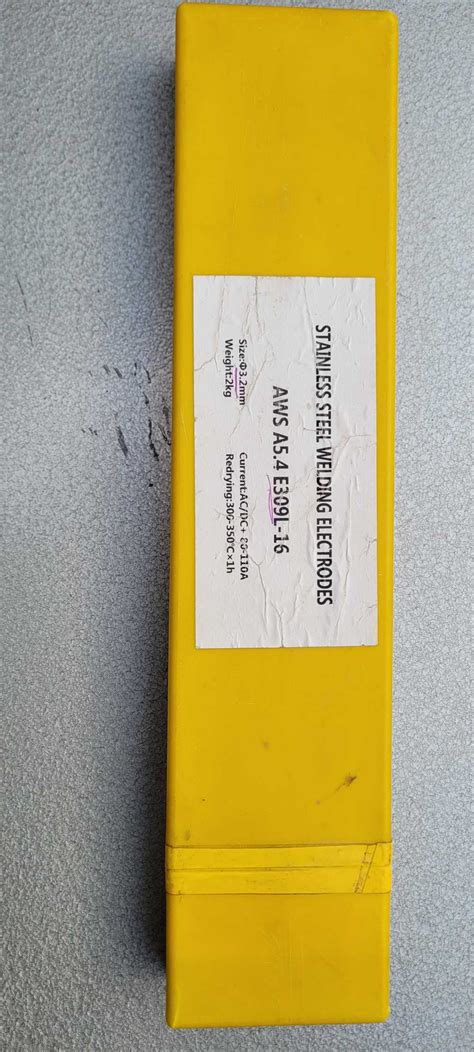 STAINLESS STEEL WELDING ELECTRODES
AWS A5.4 E309L-16
Size:Φ3.2mm Current:AC/DC+ 80-110A
Weight:2kg Redrying:300-350℃×1h